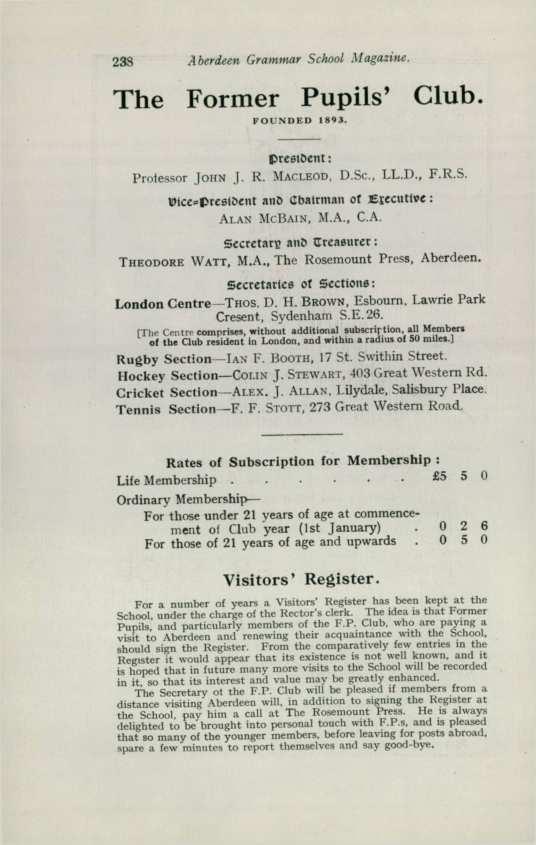 238
Aberdeen Grammar School Magazine.
The Former Pupils' Club.
FOUNDED 1893.
President:
Professor JOHN J. R. MACLEOD, D.Sc., LL.D., F.R.S.
Vice-President and Chairman of Executive:
ALAN MCBAIN, M.A., C.A.
Secretary and Treasurer:
THEODORE WATT, M.A., The Rosemount Press, Aberdeen.
Secretaries of Sections:
London Centre—THOS. D. H. BROWN, Esbourn, Lawrie Park
Cresent, Sydenham S.E. 26.
[The Centre comprises, without additional subscription, all Members
of the Club resident in London, and within a radius of 50 miles.]
Rugby Section—IAN F. BOOTH, 17 St. Swithin Street.
Hockey Section—COLIN J. STEWART, 403 Great Western Rd.
Cricket Section—ALEX. J. ALLAN, Lilydale, Salisbury Place.
Tennis Section—F. F. STOTT, 273 Great Western Road.
Rates of Subscription for Membership:
Life Membership . . . . . . £5 5 0
Ordinary Membership—
For those under 21 years of age at commence-
ment of Club year (1st January) . 0 2 6
For those of 21 years of age and upwards . 0 5 0
Visitors' Register.
For a number of years a Visitors' Register has been kept at the
School, under the charge of the Rector's clerk. The idea is that Former
Pupils, and particularly members of the F.P. Club, who are paying a
visit to Aberdeen and renewing their acquaintance with the School,
should sign the Register. From the comparatively few entries in the
Register it would appear that its existence is not well known, and it
is hoped that in future many more visits to the School will be recorded
in it, so that its interest and value may be greatly enhanced.
The Secretary of the F.P. Club will be pleased if members from a
distance visiting Aberdeen will, in addition to signing the Register at
the School, pay him a call at The Rosemount Press. He is always
delighted to be brought into personal touch with F.P.s, and is pleased
that so many of the younger members, before leaving for posts abroad,
spare a few minutes to report themselves and say good-bye.